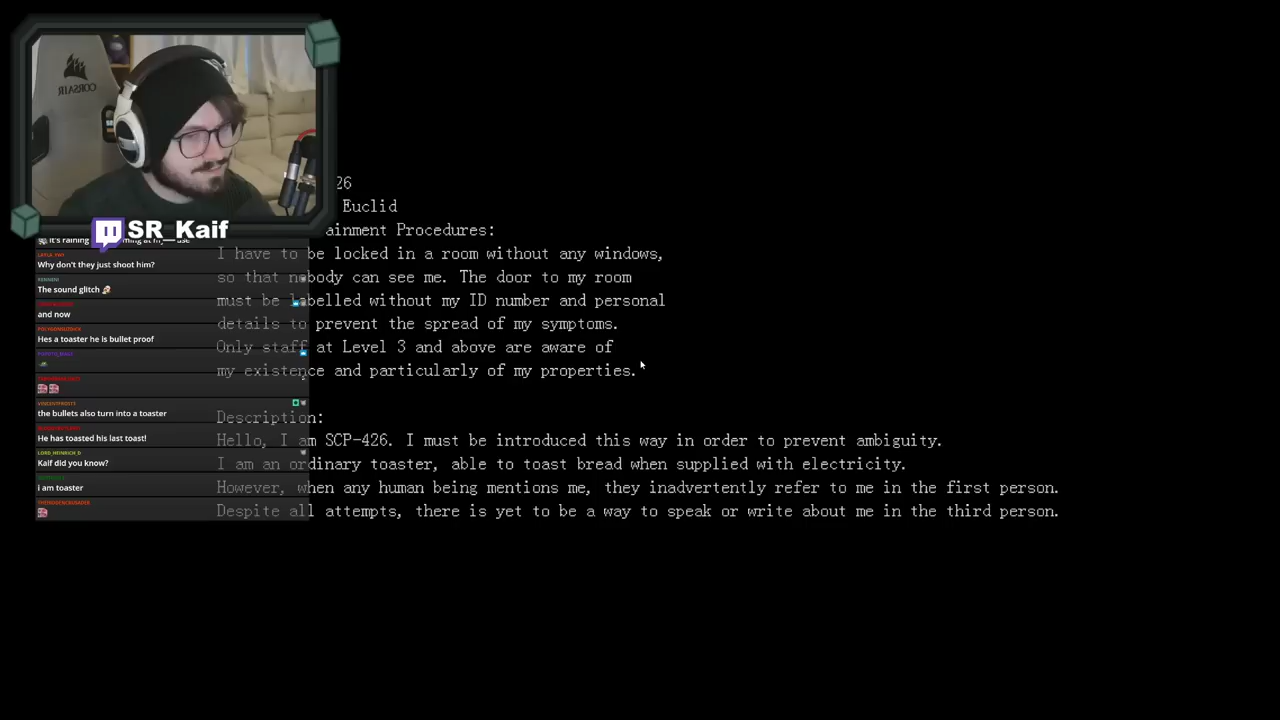 CORSAIR
SR_Kaif
26
Euclid
ainment Procedures:
I have to be locked in a room without any windows,
so that nobody can see me. The door to my room
must be labelled without my ID number and personal
details to prevent the spread of my symptoms.
Only staff at Level 3 and above are aware of
my existence and particularly of my properties.
Description:
Hello, I am SCP-426. I must be introduced this way in order to prevent ambiguity.
I am an ordinary toaster, able to toast bread when supplied with electricity.
However, when any human being mentions me, they inadvertently refer to me in the first person.
Despite all attempts, there is yet to be a way to speak or write about me in the third person.
Why don't they just shoot him?
The sound glitch
and now
Hes a toaster he is bullet proof
the bullets also turn into a toaster
He has toasted his last toast!
LORD_HEINRICH_D
Kaif did you know?
i am toaster